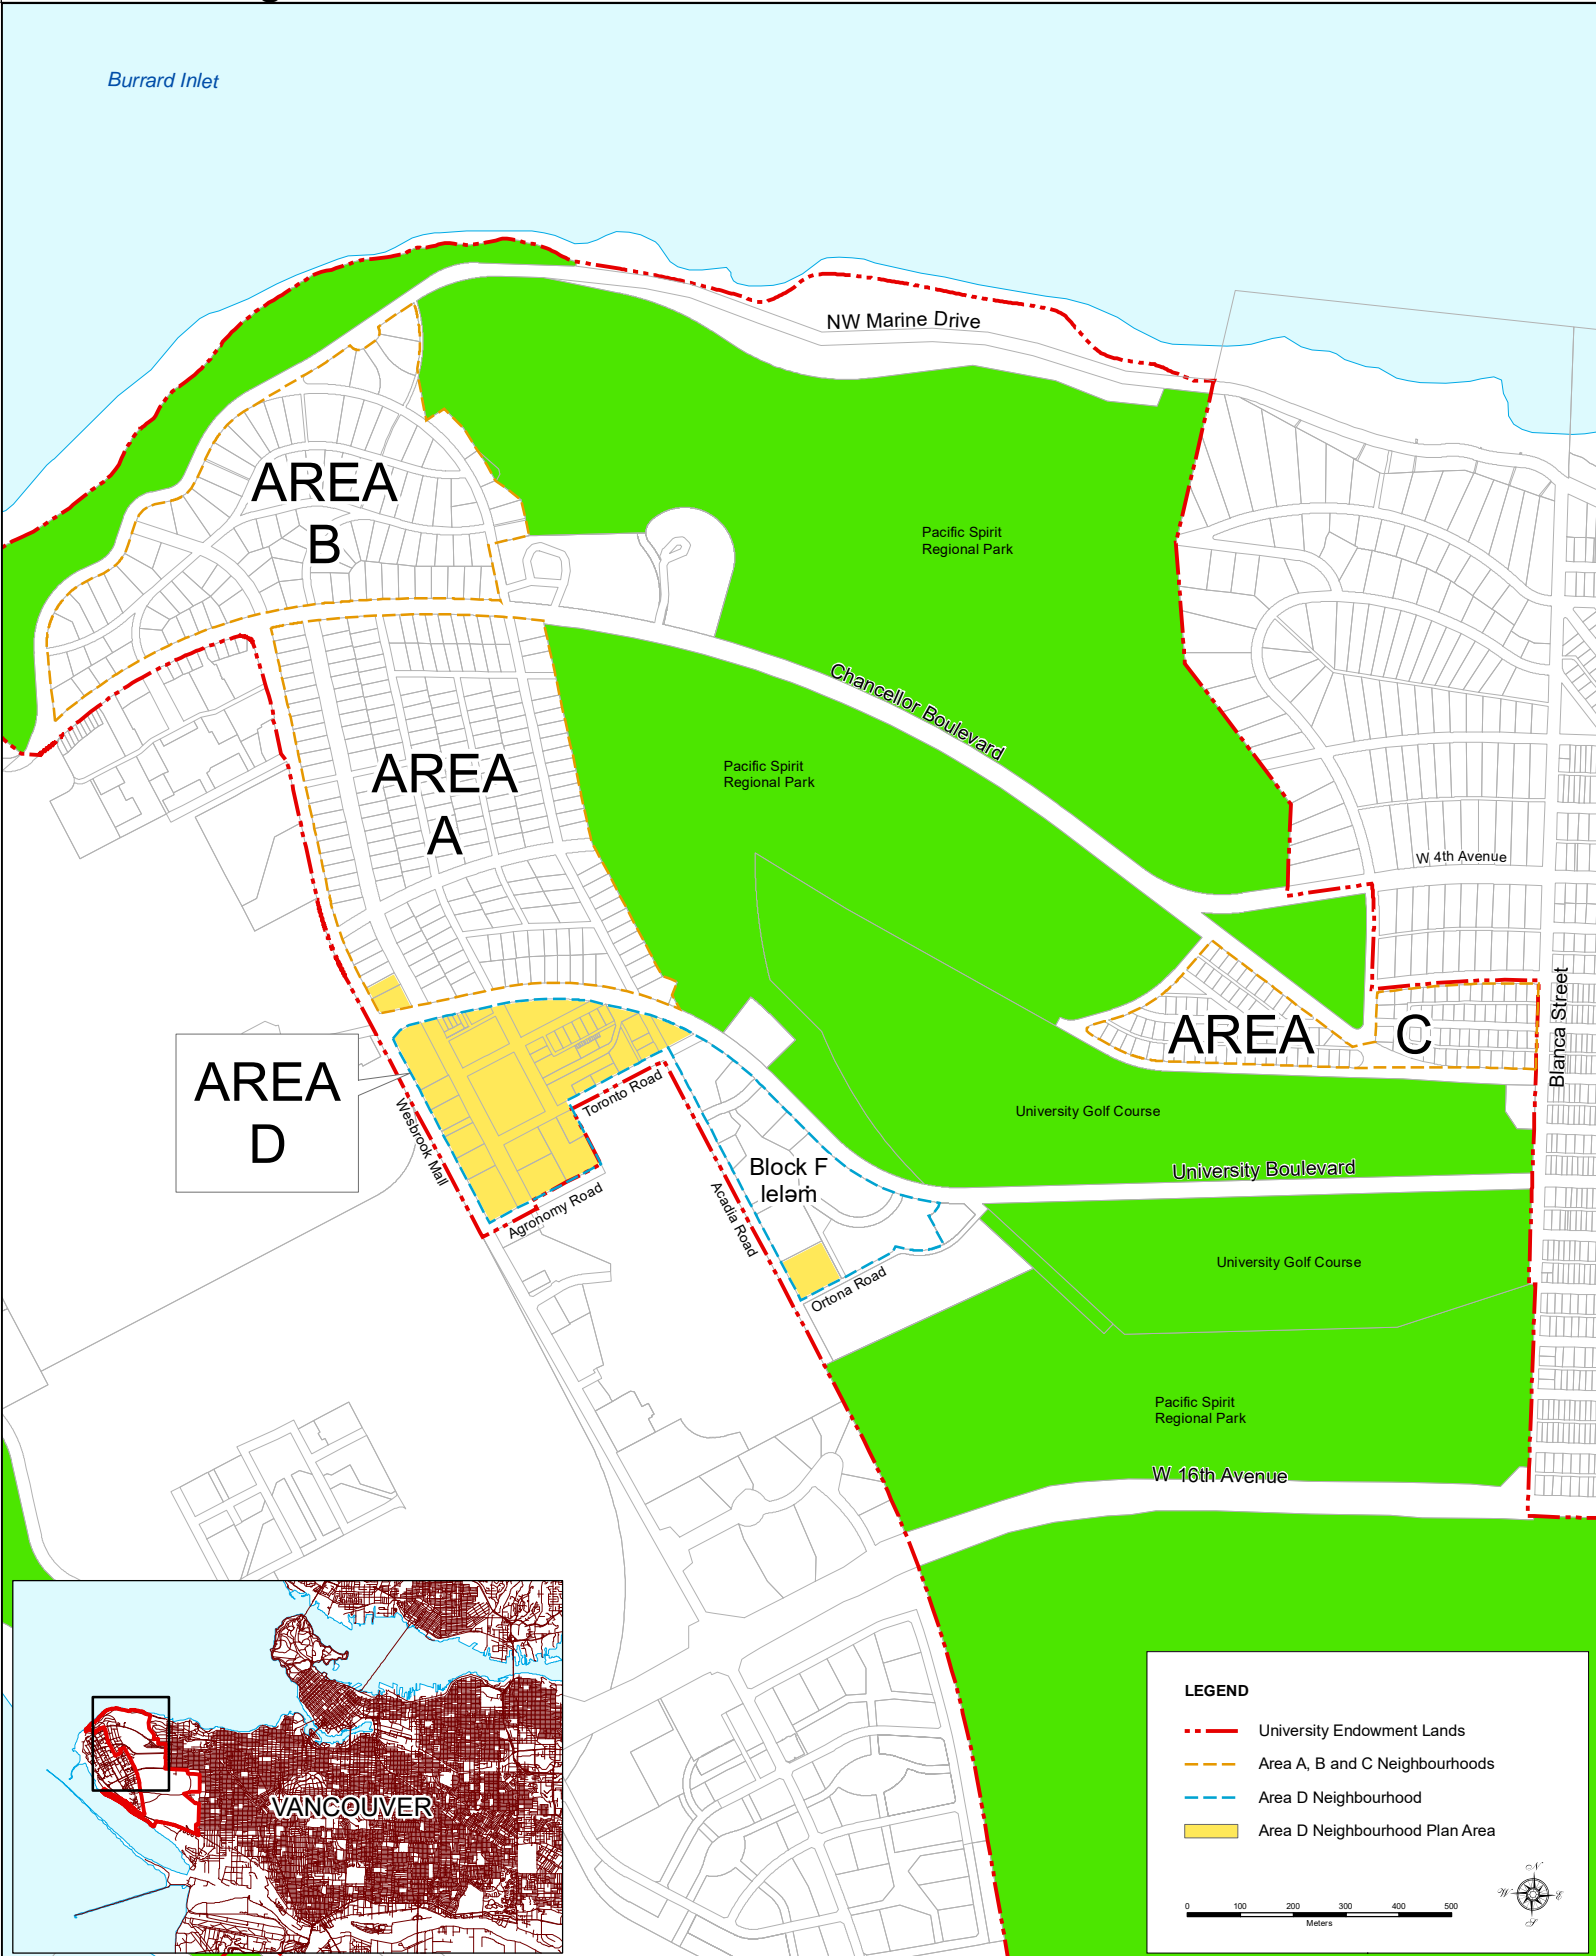 Burrard Inlet
NW Marine Drive
AREA
B
Pacific Spirit
Regional Park
Chancellor Boulevard
AREA
A
Pacific Spirit
Regional Park
W 4th Avenue
Blanca Street
AREA C
AREA
D
Wesbrook Mall
Toronto Road
Agronomy Road
Acadia Road
Block F
leləm̓
Ortona Road
University Golf Course
University Boulevard
University Golf Course
Pacific Spirit
Regional Park
W 16th Avenue
VANCOUVER
LEGEND
University Endowment Lands
Area A, B and C Neighbourhoods
Area D Neighbourhood
Area D Neighbourhood Plan Area
0 100 200 300 400 500
Meters
N
W E
S